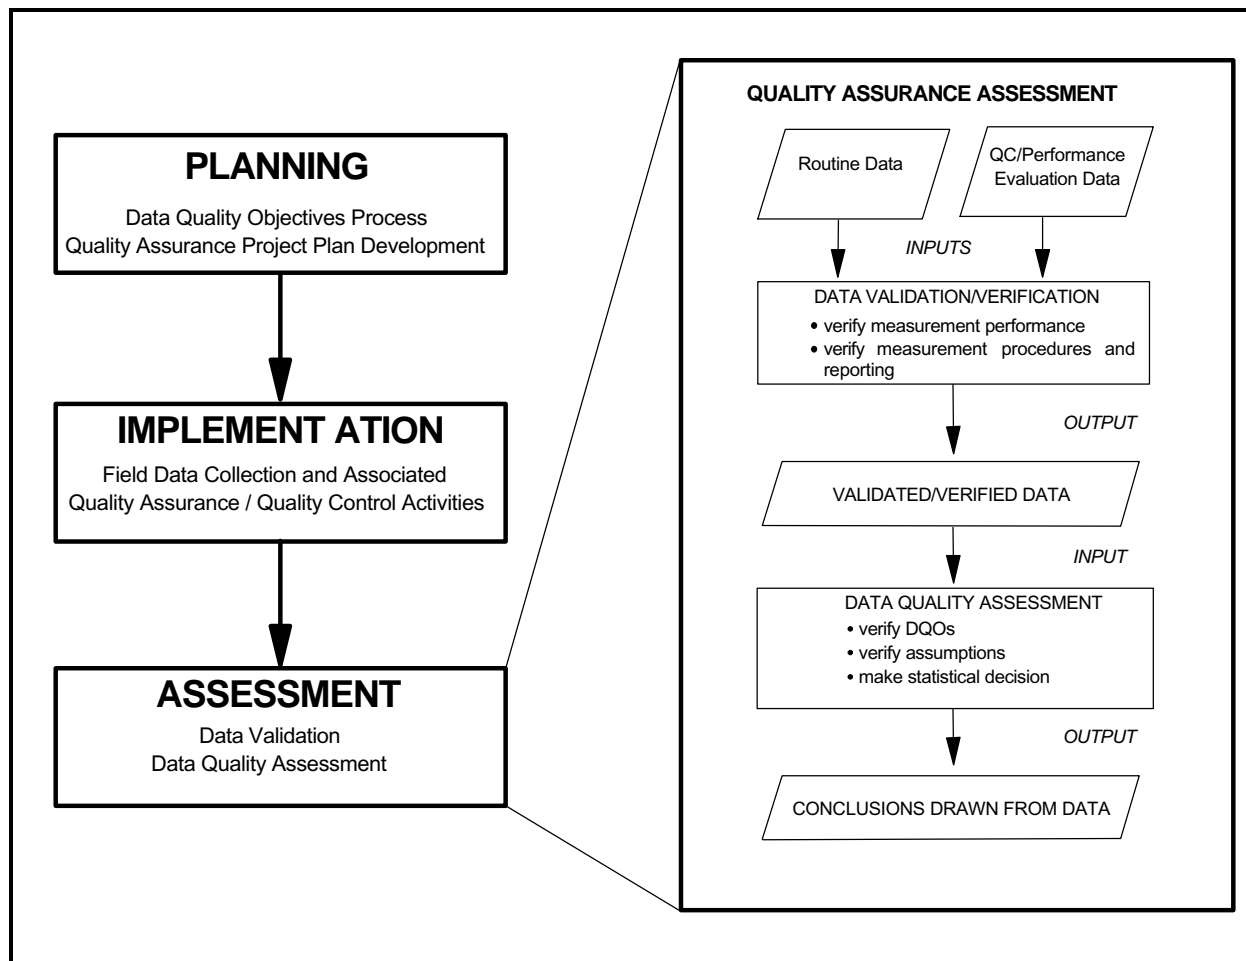 PLANNING
Data Quality Objectives Process
Quality Assurance Project Plan Development
IMPLEMENT ATION
Field Data Collection and Associated
Quality Assurance / Quality Control Activities
ASSESSMENT
Data Validation
Data Quality Assessment
QUALITY ASSURANCE ASSESSMENT
Routine Data
QC/Performance
Evaluation Data
INPUTS
DATA VALIDATION/VERIFICATION
• verify measurement performance
• verify measurement procedures and
reporting
OUTPUT
VALIDATED/VERIFIED DATA
INPUT
DATA QUALITY ASSESSMENT
• verify DQOs
• verify assumptions
• make statistical decision
OUTPUT
CONCLUSIONS DRAWN FROM DATA